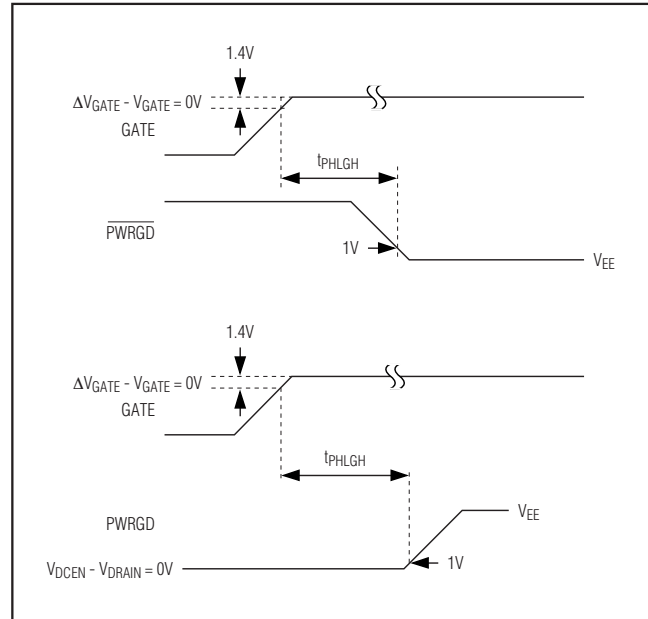 1.4V
ΔVGATE - VGATE = 0V
GATE
tPHLGH
PWRGD
1V
VEE
1.4V
ΔVGATE - VGATE = 0V
GATE
tPHLGH
PWRGD
VEE
VDCEN - VDRAIN = 0V
1V